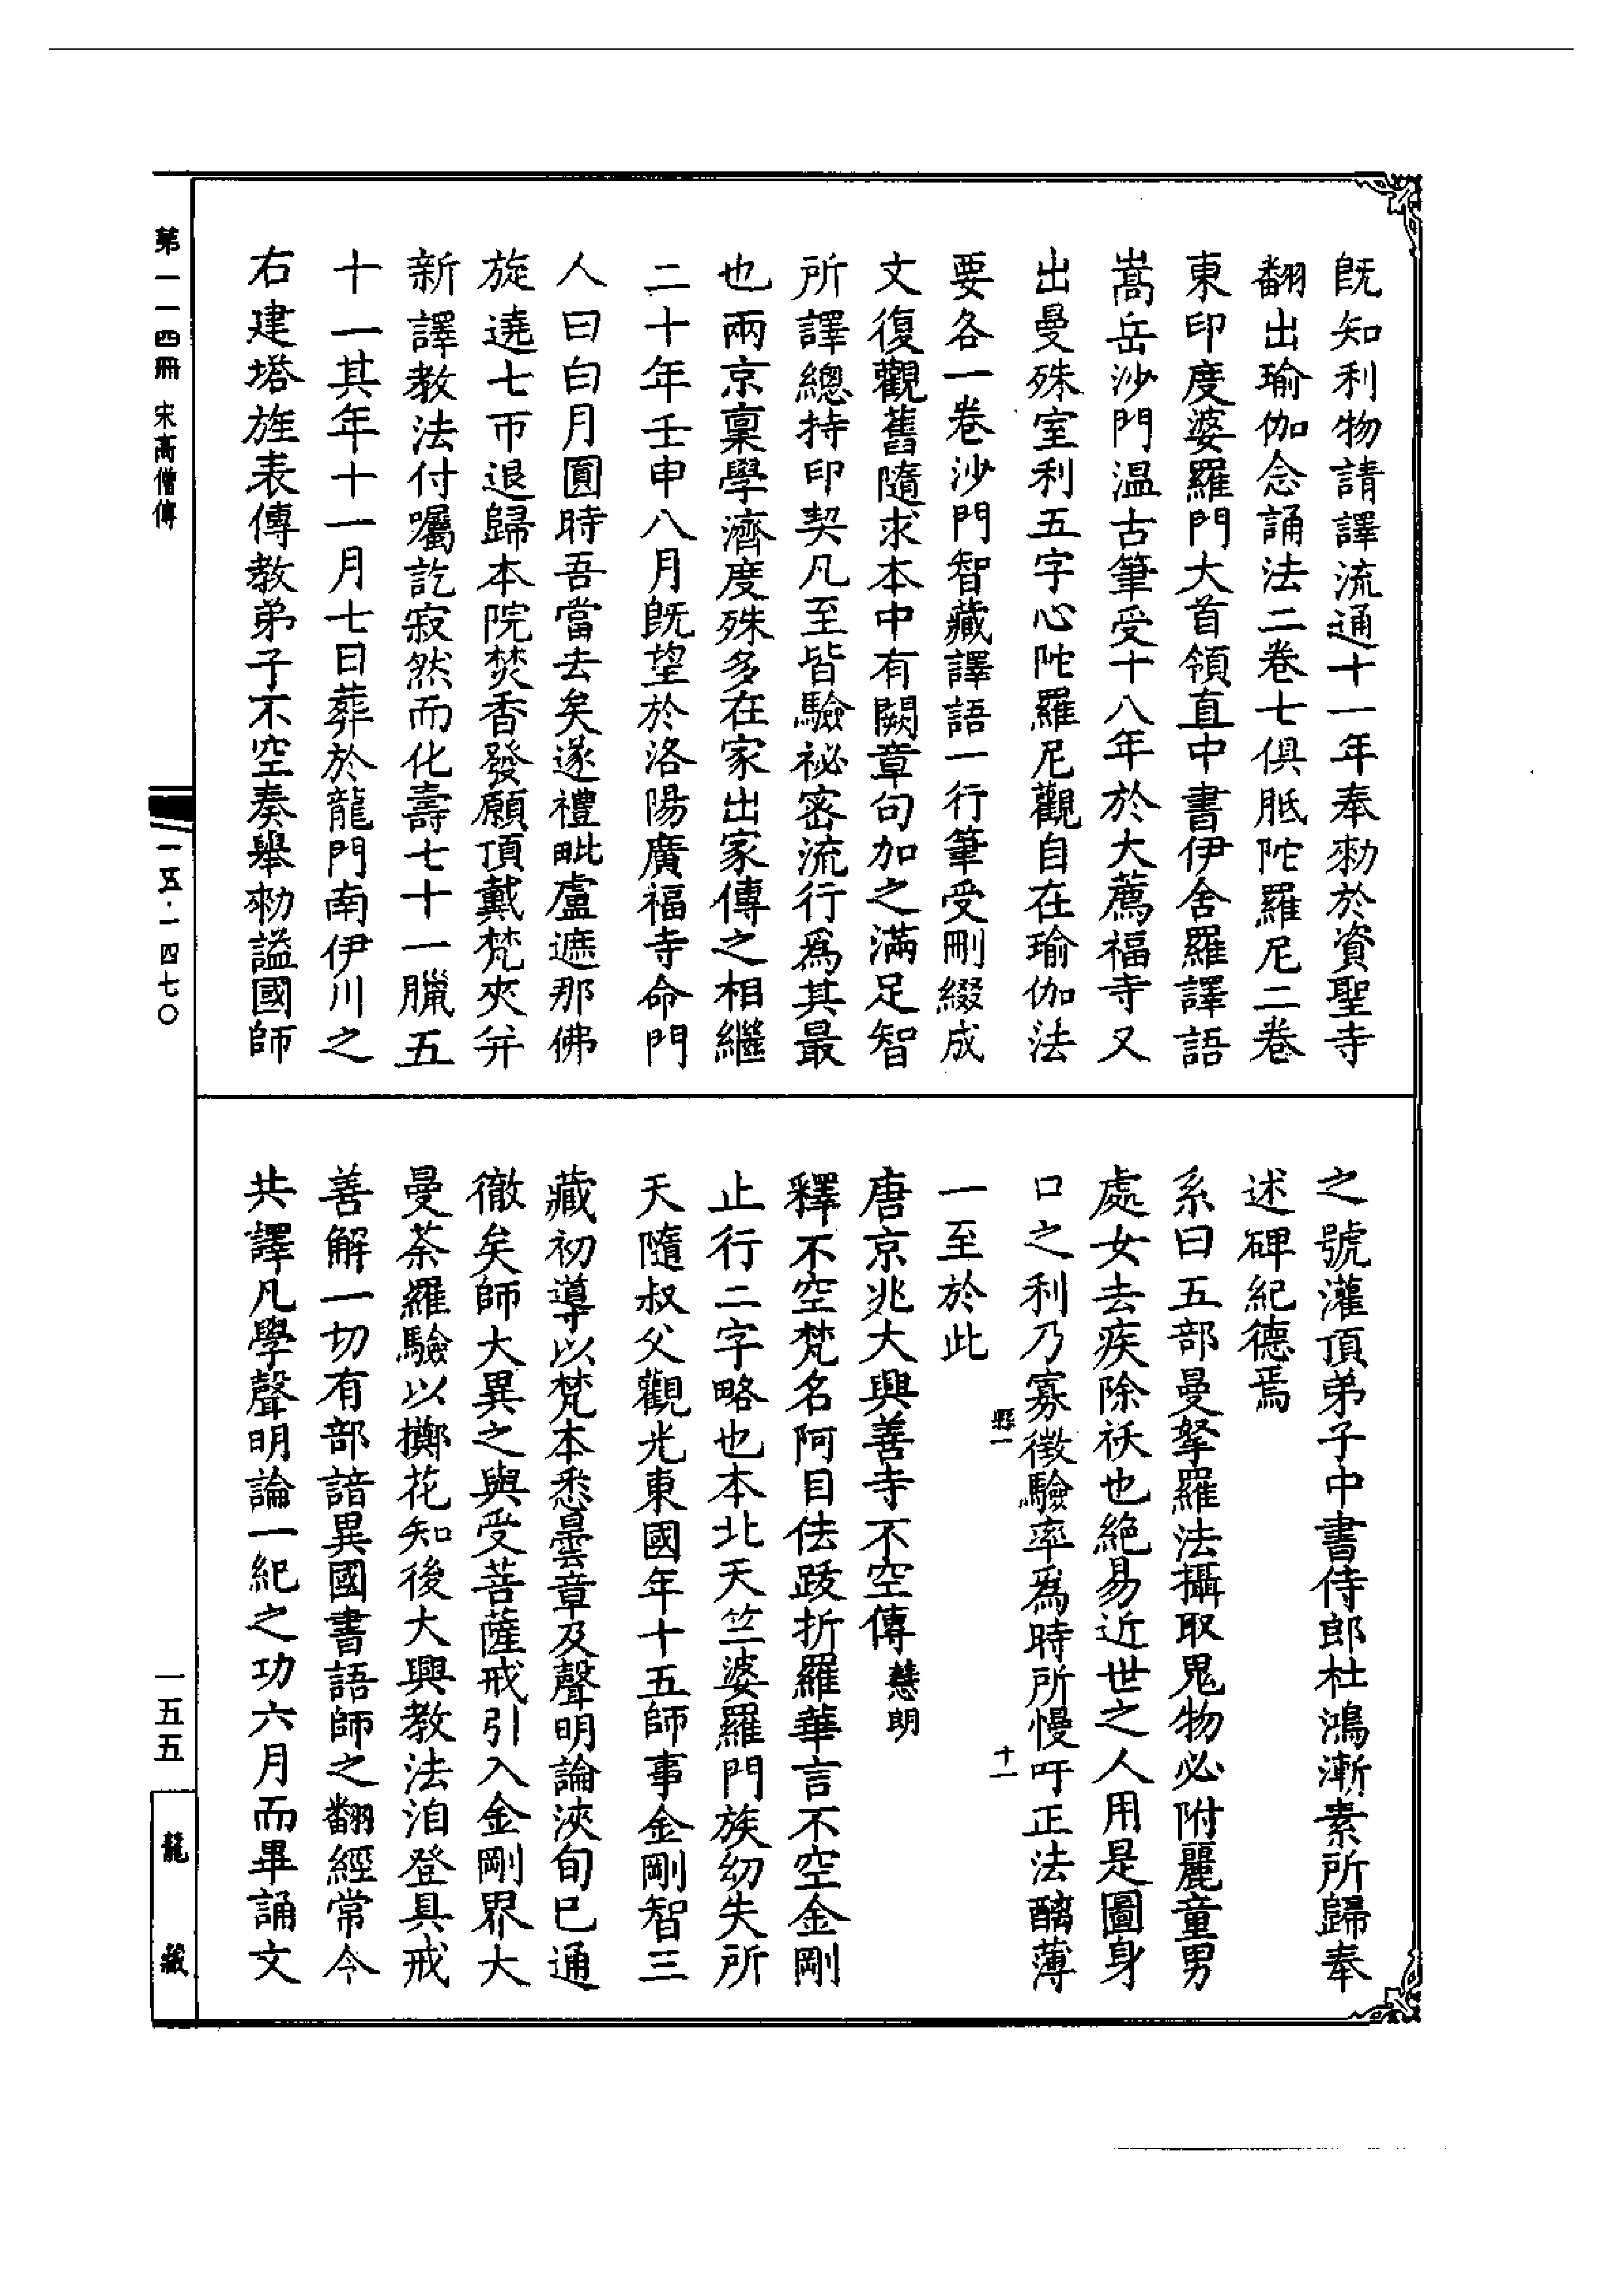 既知利物請譯流通十一年奉勑於資聖寺
翻出瑜伽念誦法二卷七俱胝陀羅尼二卷
東印度婆羅門大首領直中書伊舍羅譯語
嵩岳沙門温古筆受十八年於大薦福寺又
出曼殊室利五字心陀羅尼觀自在瑜伽法
要各一卷沙門智藏譯語一行筆受刪綴成
文復觀舊隨求本中有闕章句加之滿足智
所譯總持印契凡至皆驗祕密流行爲其最
也兩京稟學濟度殊多在家出家傳之相繼
二十年壬申八月既望於洛陽廣福寺命門
人曰白月圓時吾當去矣遂禮毗盧遮那佛
旋遶七帀退歸本院焚香發願頂戴梵夾并
新譯教法付囑訖寂然而化壽七十一臘五
十一其年十一月七日葬於龍門南伊川之
右建塔旌表傳教弟子不空奏舉勑謚國師
之號灌頂弟子中書侍郎杜鴻漸素所歸奉
述碑紀德焉
系曰五部曼拏羅法攝取鬼物必附麗童男
處女去疾除祅也絕易近世之人用是圖身
口之利乃寡徵驗率爲時所慢吁正法醨薄
縣一 十一
一至於此
唐京兆大興善寺不空傳 慧朗
釋不空梵名阿目佉跋折羅華言不空金剛
止行二字略也本北天竺婆羅門族幼失所
天隨叔父觀光東國年十五師事金剛智三
藏初導以梵本悉曇章及聲明論浹旬已通
徹矣師大異之與受菩薩戒引入金剛界大
曼荼羅驗以擲花知後大興教法洎登具戒
善解一切有部諳異國書語師之翻經常令
共譯凡學聲明論一紀之功六月而畢誦文
第一一四冊 宋高僧傳
一五·一四七〇
一五五
龍藏